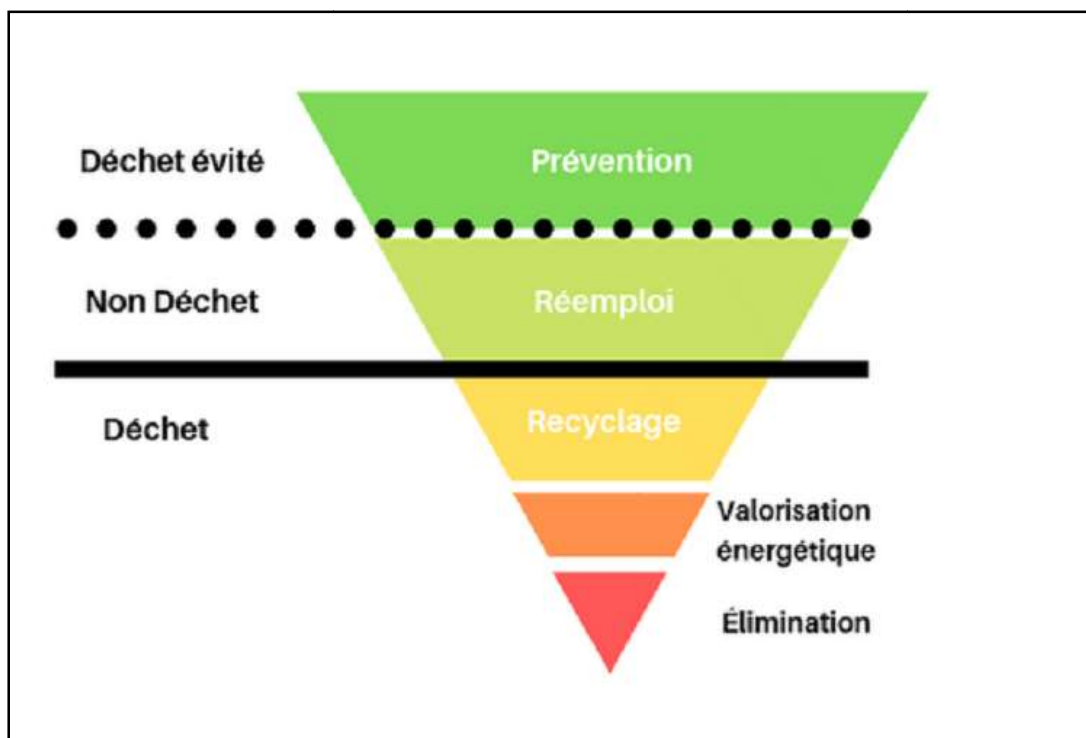 Déchet évité
Prévention
Non Déchet
Réemploi
Déchet
Recyclage
Valorisation
énergétique
Élimination